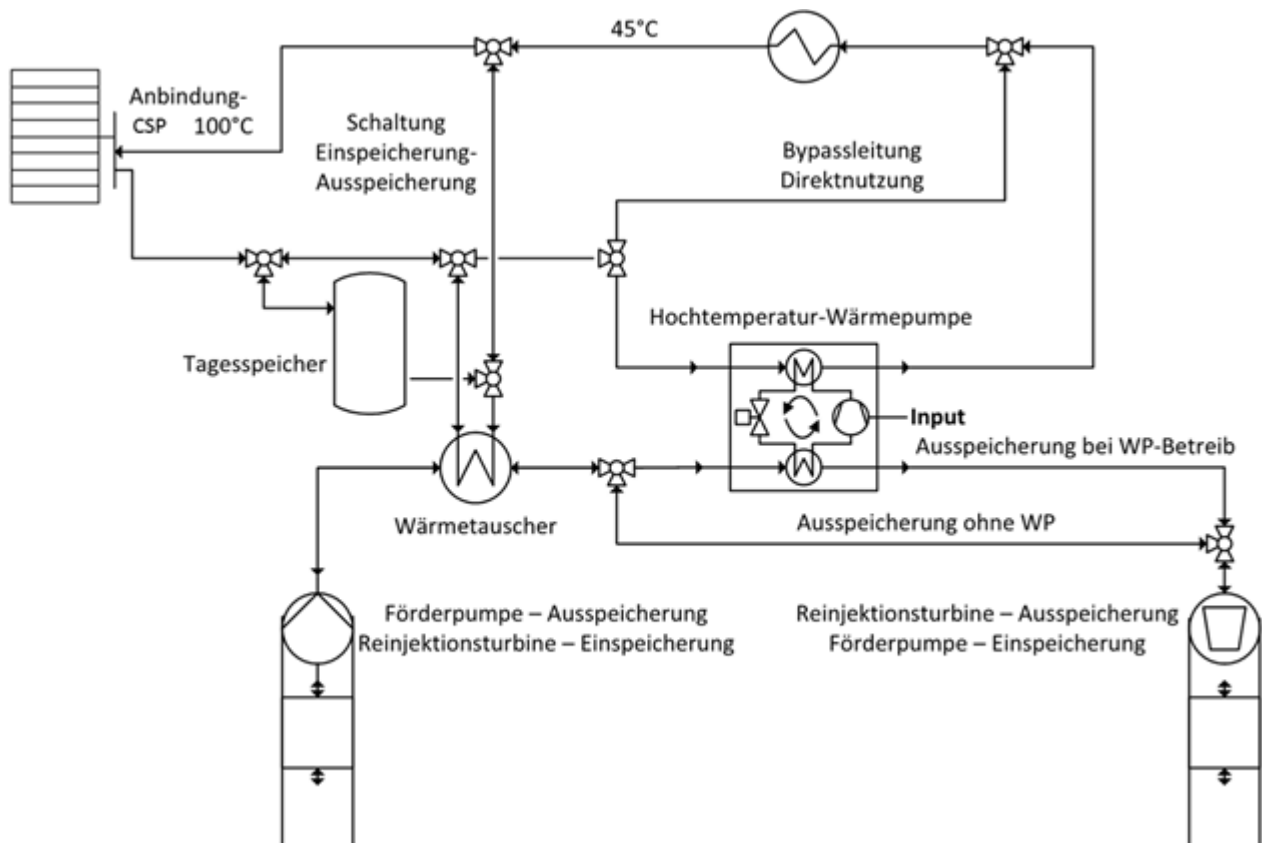 45°C
Anbindung-
CSP 100°C
Schaltung
Einspeicherung-
Ausspeicherung
Bypassleitung
Direktnutzung
Hochtemperatur-Wärmepumpe
Tagesspeicher
Input
Ausspeicherung bei WP-Betreib
Wärmetauscher
Ausspeicherung ohne WP
Förderpumpe – Ausspeicherung
Reinjektionsturbine – Einspeicherung
Reinjektionsturbine – Ausspeicherung
Förderpumpe – Einspeicherung